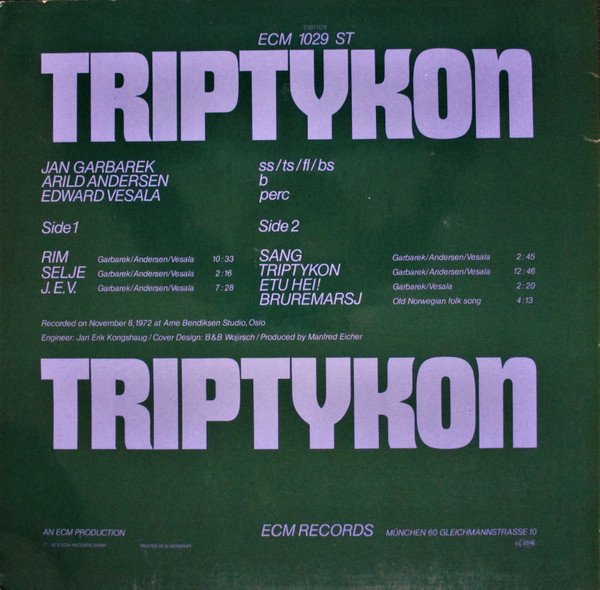 ECM 1029 ST
TRIPTYKON
JAN GARBAREK ss/ts/fl/bs
ARILD ANDERSEN b
EDWARD VESALA perc
Side 1 Side 2
RIM Garbarek/Andersen/Vesala 10:33
SELJE Garbarek/Andersen/Vesala 2:16
J.E.V. Garbarek/Andersen/Vesala 7:28
SANG Garbarek/Andersen/Vesala 2:45
TRIPTYKON Garbarek/Andersen/Vesala 12:46
ETU HEI! Garbarek/Vesala 2:20
BRUREMARSJ Old Norwegian folk song 4:13
Recorded on November 8, 1972 at Arne Bendiksen Studio, Oslo
Engineer: Jan Erik Kongshaug / Cover Design: B & B Wojirsch / Produced by Manfred Eicher
TRIPTYKON
AN ECM PRODUCTION ECM RECORDS MÜNCHEN 60 GLEICHMANNSTRASSE 10
1973 ECM RECORDS GMBH PRINTED IN W. GERMANY